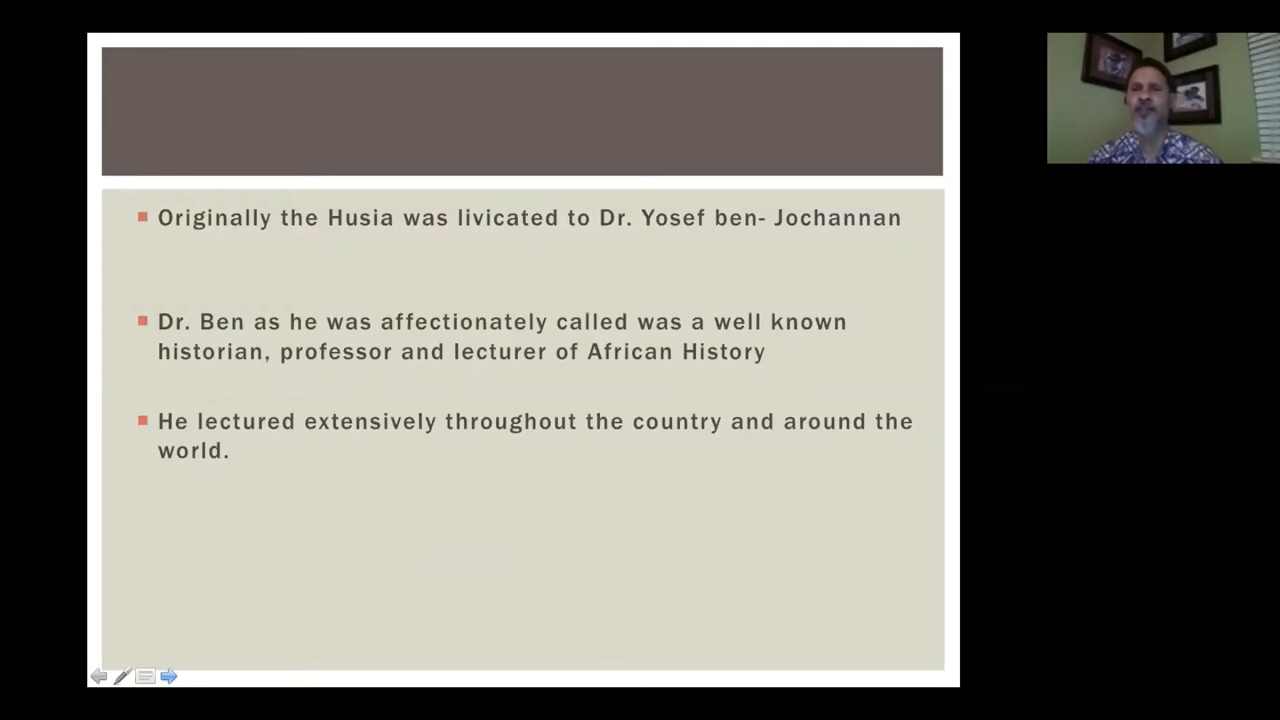 Originally the Husia was livicated to Dr. Yosef ben- Jochannan
Dr. Ben as he was affectionately called was a well known
historian, professor and lecturer of African History
He lectured extensively throughout the country and around the
world.